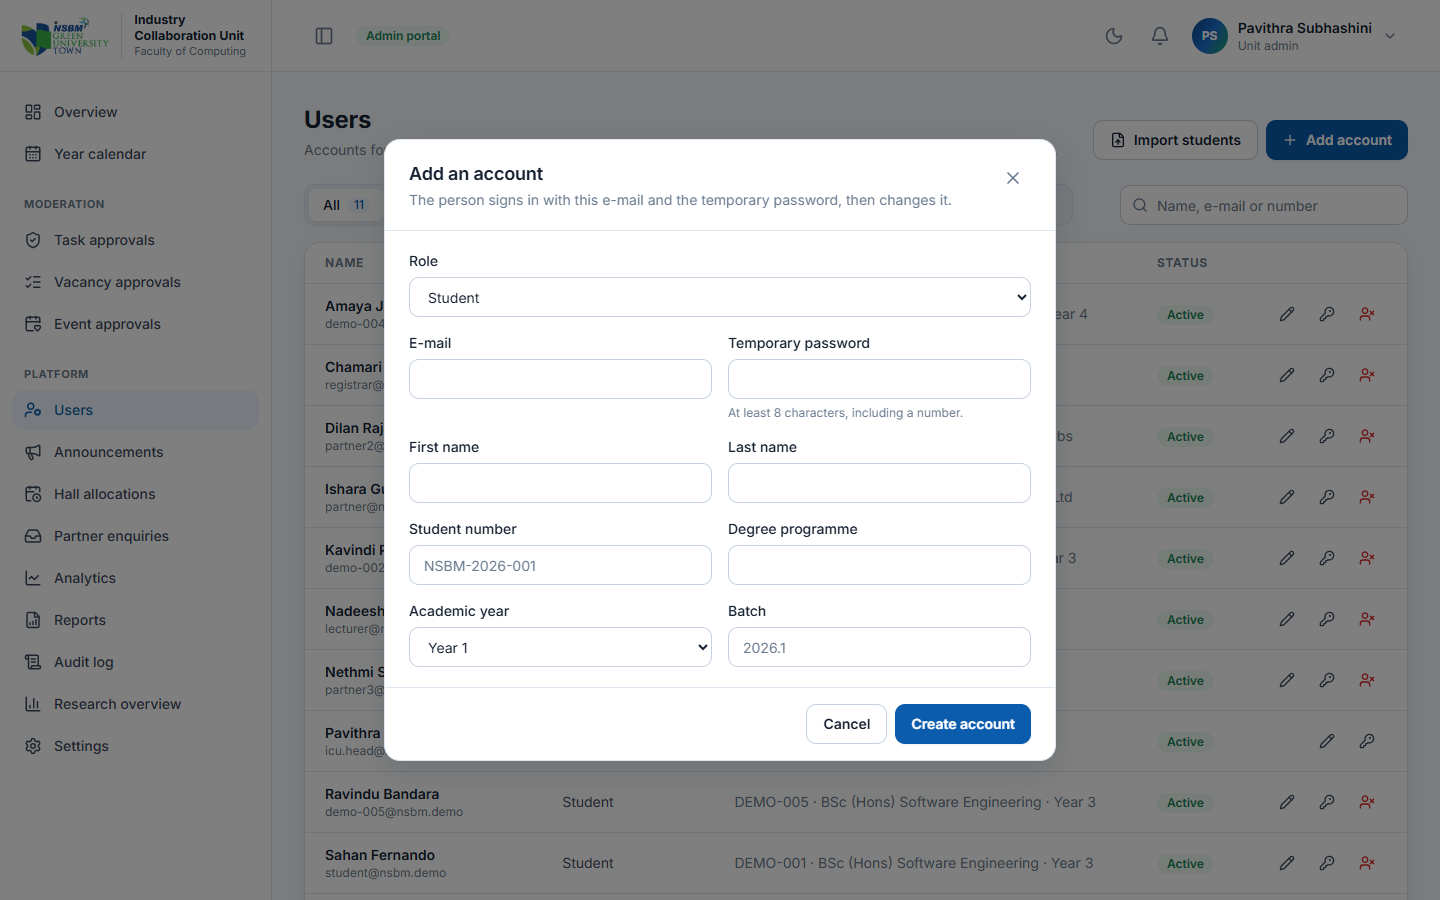 NSBM
GREEN
UNIVERSITY
TOWN
Industry
Collaboration Unit
Faculty of Computing
Admin portal
PS
Pavithra Subhashini
Unit admin
Overview
Year calendar
MODERATION
Task approvals
Vacancy approvals
Event approvals
PLATFORM
Users
Announcements
Hall allocations
Partner enquiries
Analytics
Reports
Audit log
Research overview
Settings
Users
Accounts fo
Import students
Add account
All 11
Name, e-mail or number
NAME
STATUS
Amaya J
demo-004
ear 4
Active
Chamari
registrar@
Active
Dilan Raj
partner2@
bs
Active
Ishara Gu
partner@n
Ltd
Active
Kavindi P
demo-002
ar 3
Active
Nadeesh
lecturer@n
Active
Nethmi S
partner3@
Active
Pavithra
icu.head@
Active
Ravindu Bandara
demo-005@nsbm.demo
Student
DEMO-005 · BSc (Hons) Software Engineering · Year 3
Active
Sahan Fernando
student@nsbm.demo
Student
DEMO-001 · BSc (Hons) Software Engineering · Year 3
Active
Add an account
The person signs in with this e-mail and the temporary password, then changes it.
Role
Student
E-mail
Temporary password
At least 8 characters, including a number.
First name
Last name
Student number
Degree programme
NSBM-2026-001
Academic year
Batch
Year 1
2026.1
Cancel
Create account